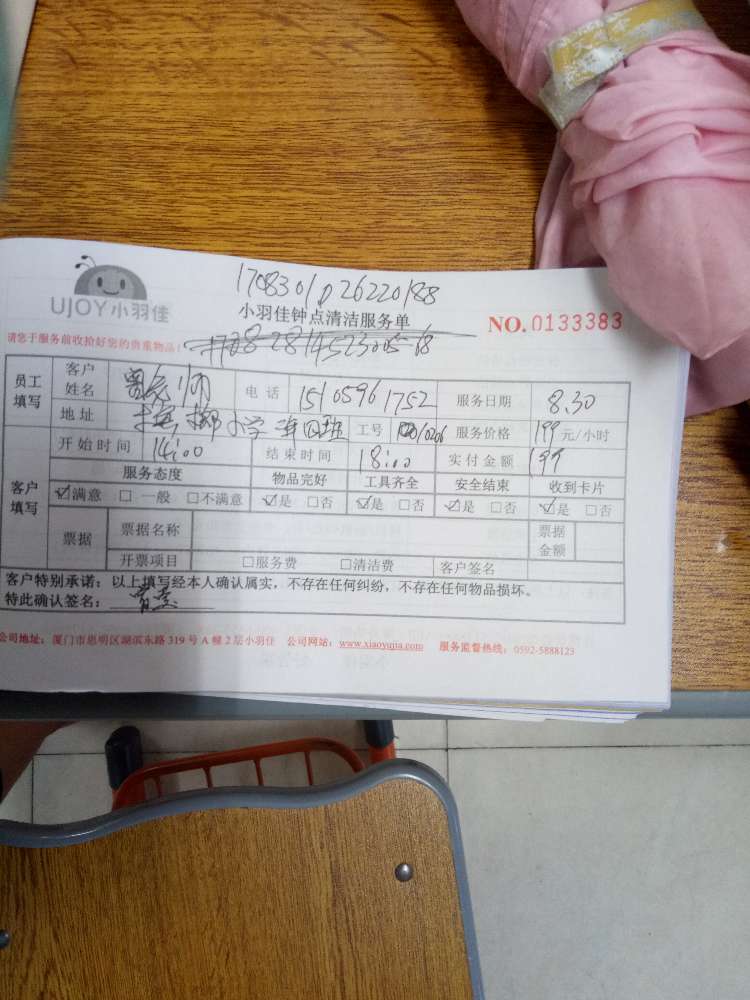 1708301026220188
UJOY小羽佳
小羽佳钟点清洁服务单 NO.0133383
请您于服务前收拾好您的贵重物品！
员工填写 客户姓名 电话 15105961752 服务日期 8.30
地址 小学 班 工号 服务价格 199 元/小时
开始时间 14:00 结束时间 18:00 实付金额 199
客户填写 服务态度 物品完好 工具齐全 安全结束 收到卡片
☑满意 □一般 □不满意 ☑是 □否 ☑是 □否 ☑是 □否 ☑是 □否
票据 票据名称 票据金额
开票项目 □服务费 □清洁费 客户签名
客户特别承诺：以上填写经本人确认属实，不存在任何纠纷，不存在任何物品损坏。
特此确认签名：
公司地址：厦门市思明区湖滨东路319号A幢2层小羽佳 公司网站：www.xiaoyujia.com 服务监督热线：0592-5888123